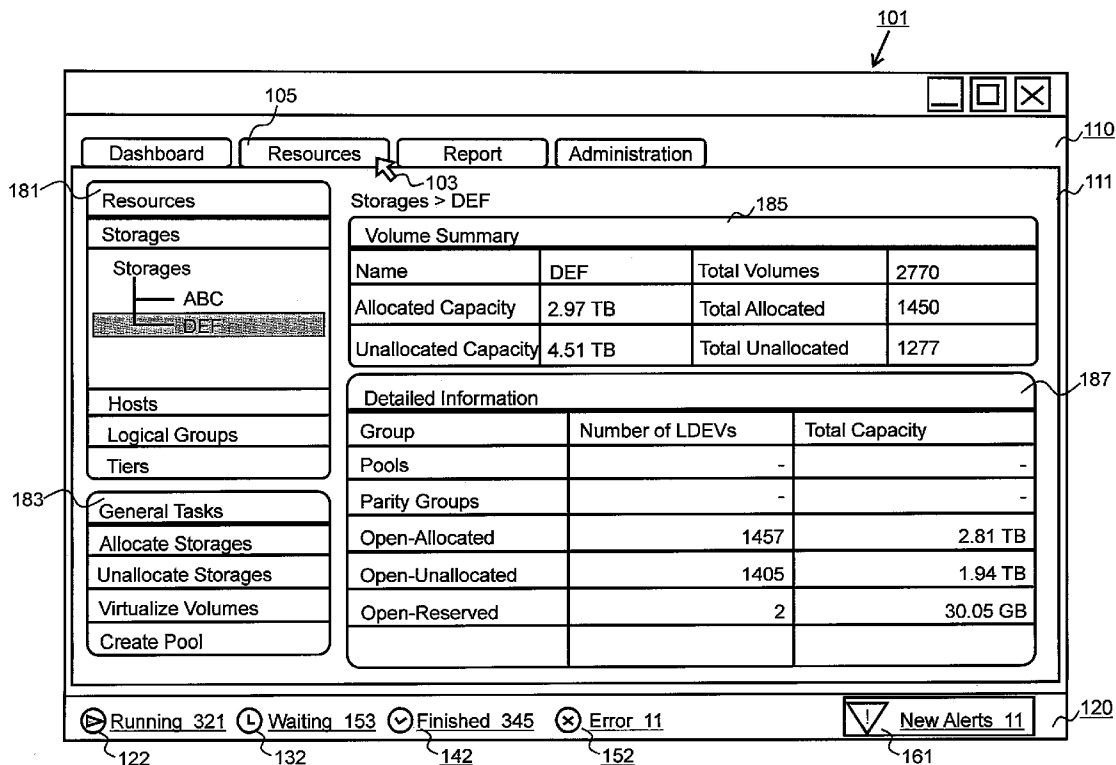 101
105
110
Dashboard Resources Report Administration
103
111
181
Resources
Storages
Storages
ABC
DEF
Hosts
Logical Groups
Tiers
183
General Tasks
Allocate Storages
Unallocate Storages
Virtualize Volumes
Create Pool
Storages > DEF
185
Volume Summary
Name DEF Total Volumes 2770
Allocated Capacity 2.97 TB Total Allocated 1450
Unallocated Capacity 4.51 TB Total Unallocated 1277
187
Detailed Information
Group Number of LDEVs Total Capacity
Pools - -
Parity Groups - -
Open-Allocated 1457 2.81 TB
Open-Unallocated 1405 1.94 TB
Open-Reserved 2 30.05 GB
Running 321 Waiting 153 Finished 345 Error 11 ! New Alerts 11
120
122 132 142 152 161